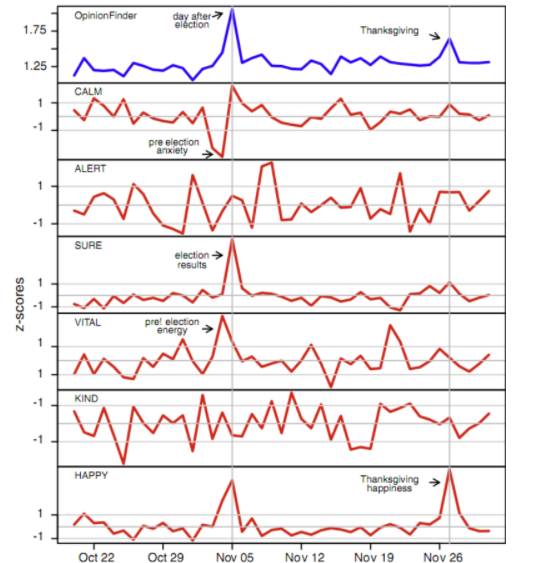 OpinionFinder
day after
election
Thanksgiving
1.75
1.25
CALM
1
-1
pre election
anxiety
ALERT
1
-1
SURE
election
results
1
-1
z-scores
VITAL
pre! election
energy
1
1
KIND
-1
-1
HAPPY
Thanksgiving
happiness
1
-1
Oct 22 Oct 29 Nov 05 Nov 12 Nov 19 Nov 26